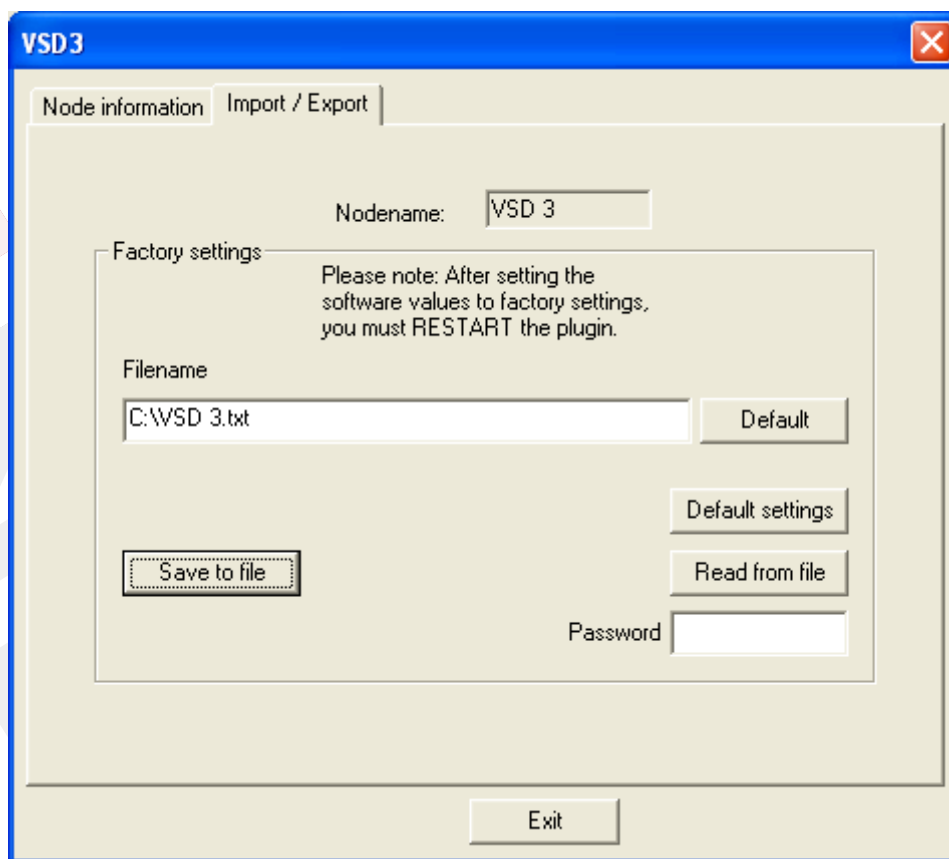 VSD3
Node information
Import / Export
Nodename: VSD 3
Factory settings
Please note: After setting the
software values to factory settings,
you must RESTART the plugin.
Filename
C:\VSD 3.txt
Default
Default settings
Save to file
Read from file
Password
Exit